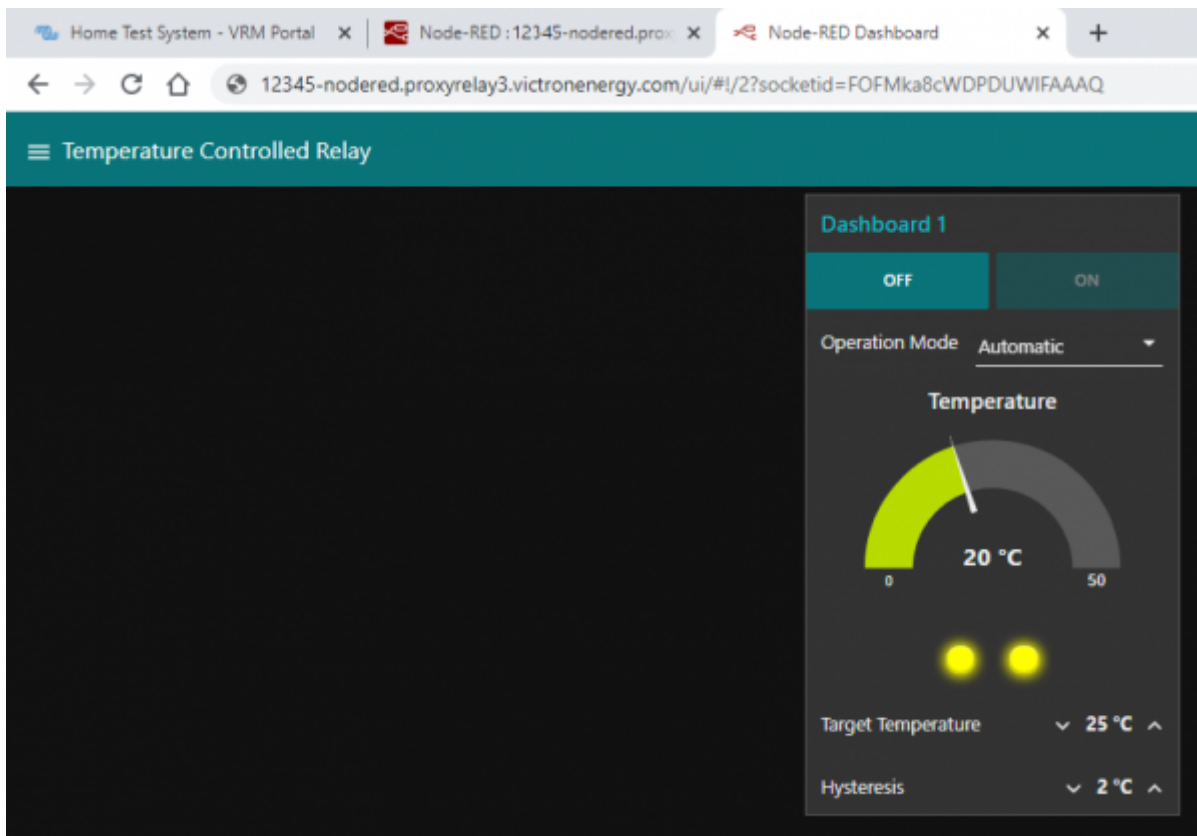 Home Test System - VRM Portal
Node-RED : 12345-nodered.prox
Node-RED Dashboard
12345-nodered.proxyrelay3.victronenergy.com/ui/#!/2?socketid=FOFMka8cWDPDUWIFAAAQ
Temperature Controlled Relay
Dashboard 1
OFF ON
Operation Mode Automatic
Temperature
20 °C
0 50
Target Temperature 25 °C
Hysteresis 2 °C